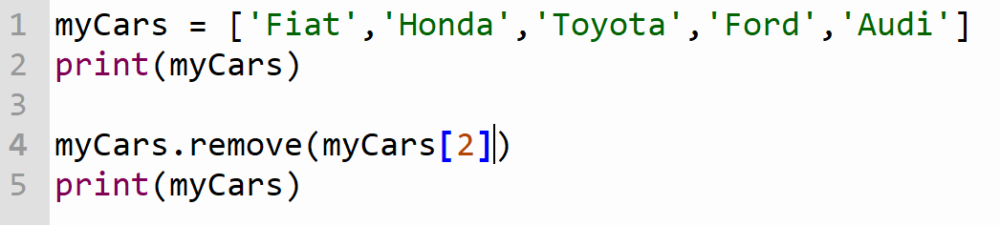 1 myCars = ['Fiat','Honda','Toyota','Ford','Audi']
2 print(myCars)
3
4 myCars.remove(myCars[2])
5 print(myCars)